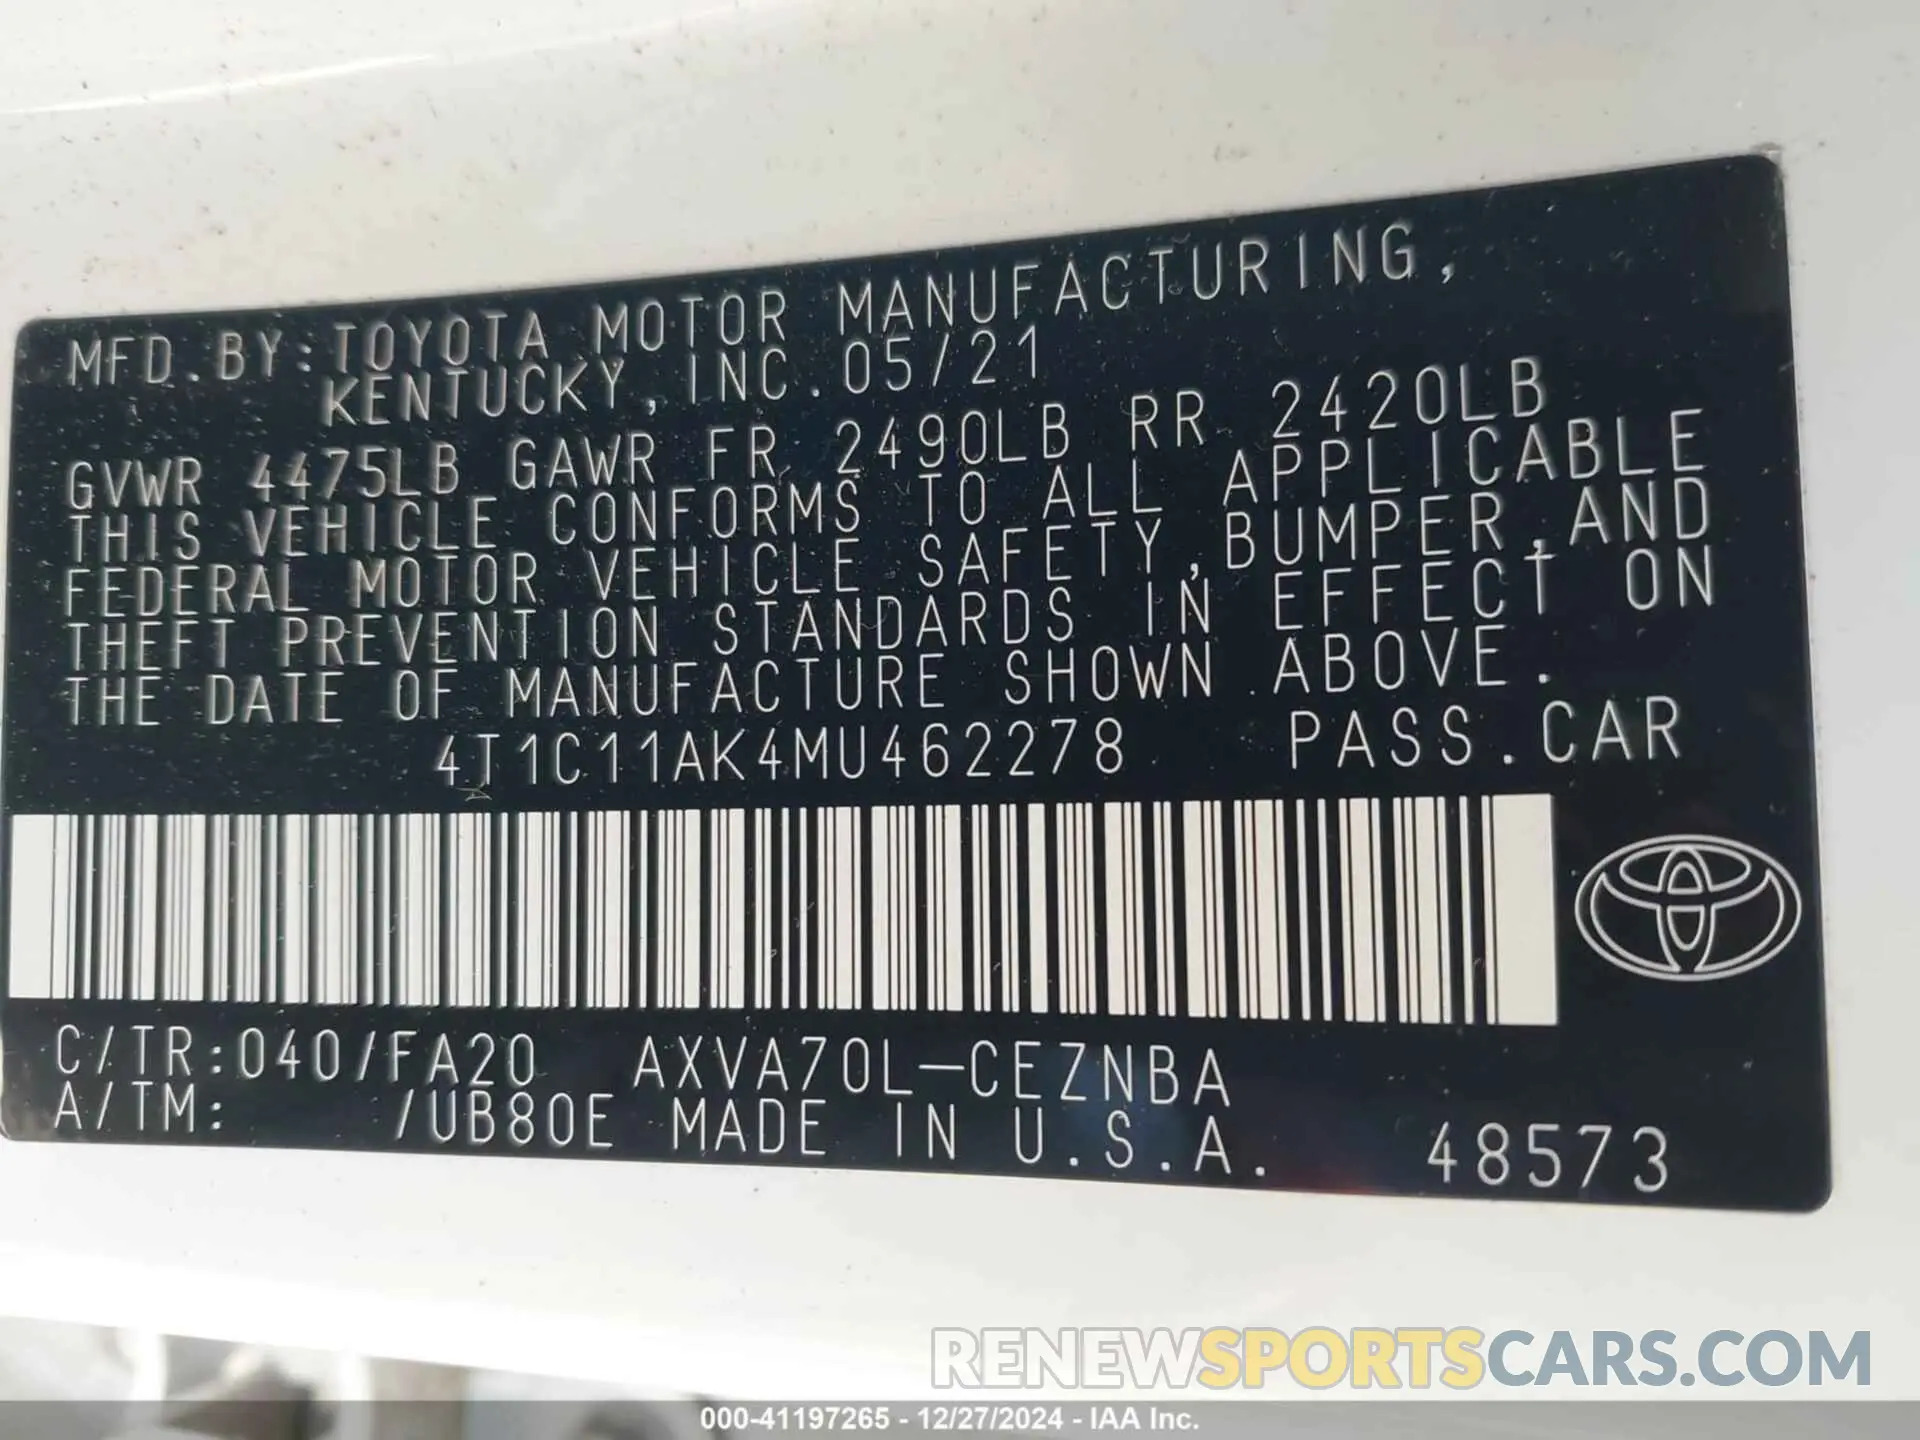 MFD.BY:TOYOTA MOTOR MANUFACTURING,
KENTUCKY, INC. 05/21
GVWR 4475LB GAWR FR 2490LB RR 2420LB
THIS VEHICLE CONFORMS TO ALL APPLICABLE
FEDERAL MOTOR VEHICLE SAFETY,BUMPER,AND
THEFT PREVENTION STANDARDS IN EFFECT ON
THE DATE OF MANUFACTURE SHOWN ABOVE.
4T1C11AK4MU462278 PASS.CAR
C/TR:040/FA20 AXVA70L-CEZNBA
A/TM: /UB80E MADE IN U.S.A. 48573
RENEWSPORTSCARS.COM
000-41197265 - 12/27/2024 - IAA Inc.